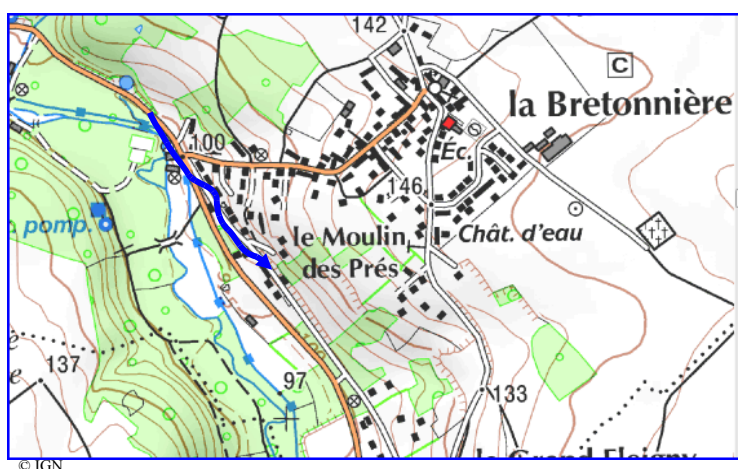 142
C
la Bretonnière
100
Éc.
146
pomp.
le Moulin
des Prés
Chât. d'eau
137
97
133
© IGN